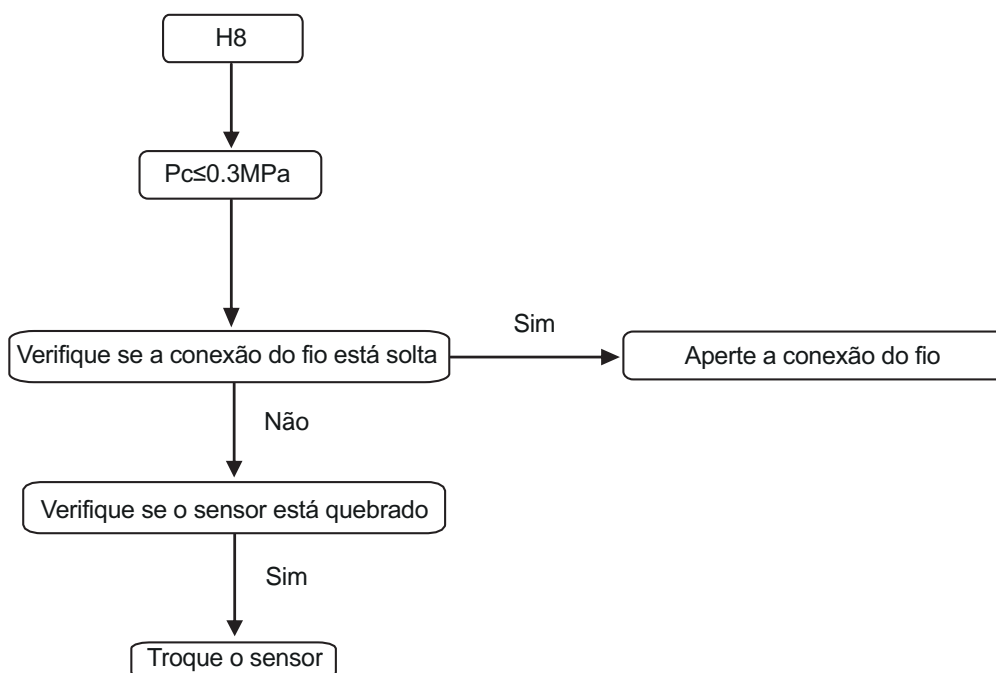 H8
Pc≤0.3MPa
Verifique se a conexão do fio está solta
Sim
Aperte a conexão do fio
Não
Verifique se o sensor está quebrado
Sim
Troque o sensor